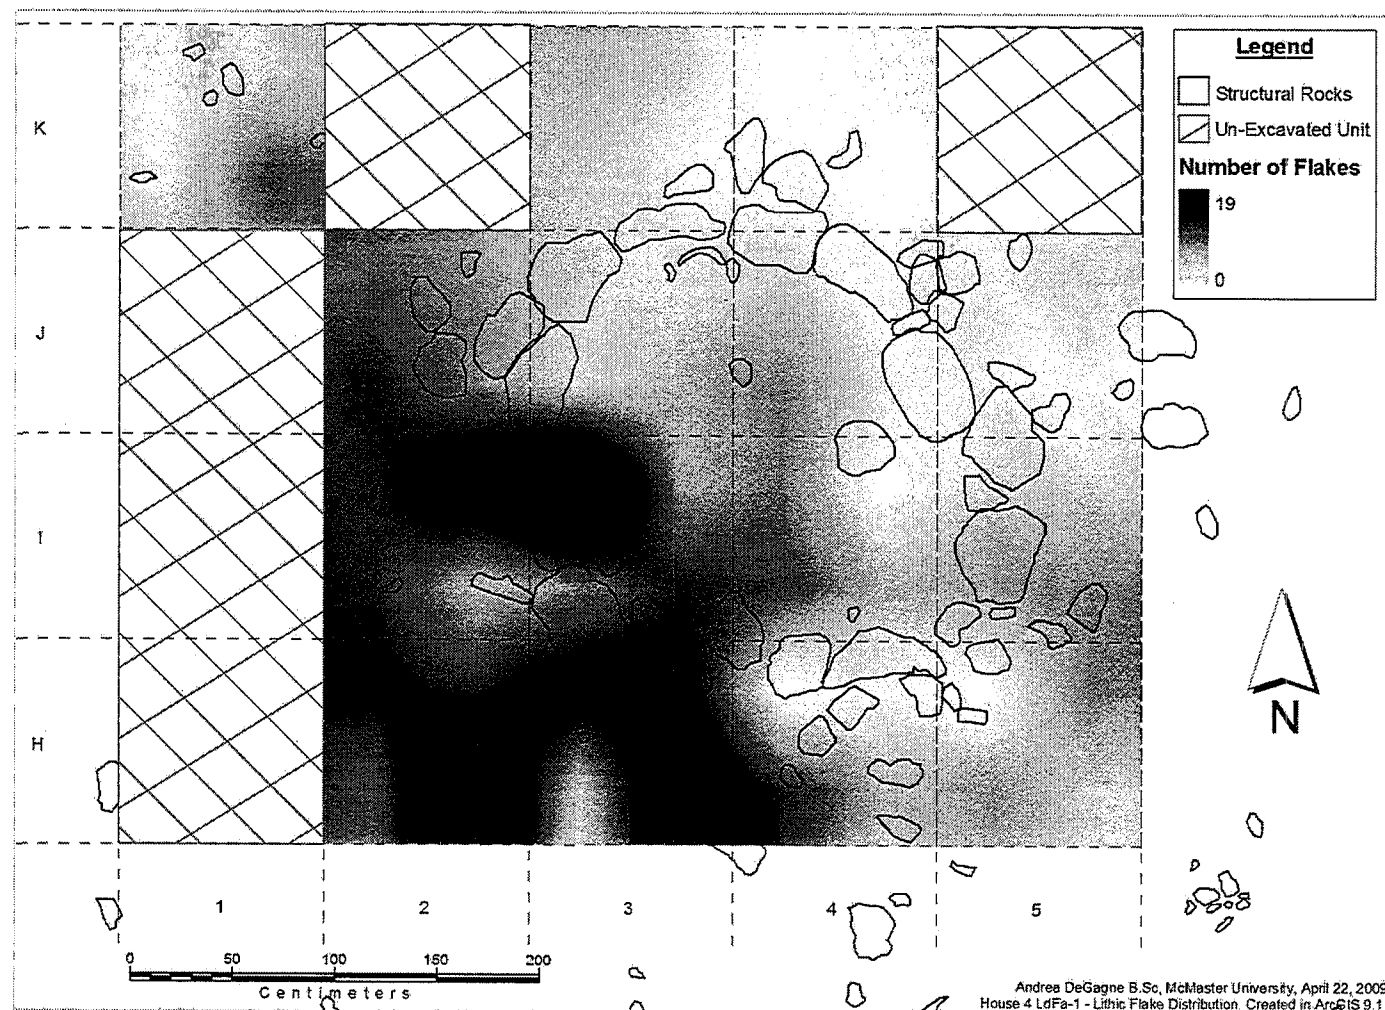 Legend
Structural Rocks
Un-Excavated Unit
Number of Flakes
19
0
K
J
I
H
N
1 2 3 4 5
0 50 100 150 200
Centimeters
Andrea DeGagne B.Sc, McMaster University, April 22, 2009
House 4 LdFa-1 - Lithic Flake Distribution. Created in ArcGIS 9.1